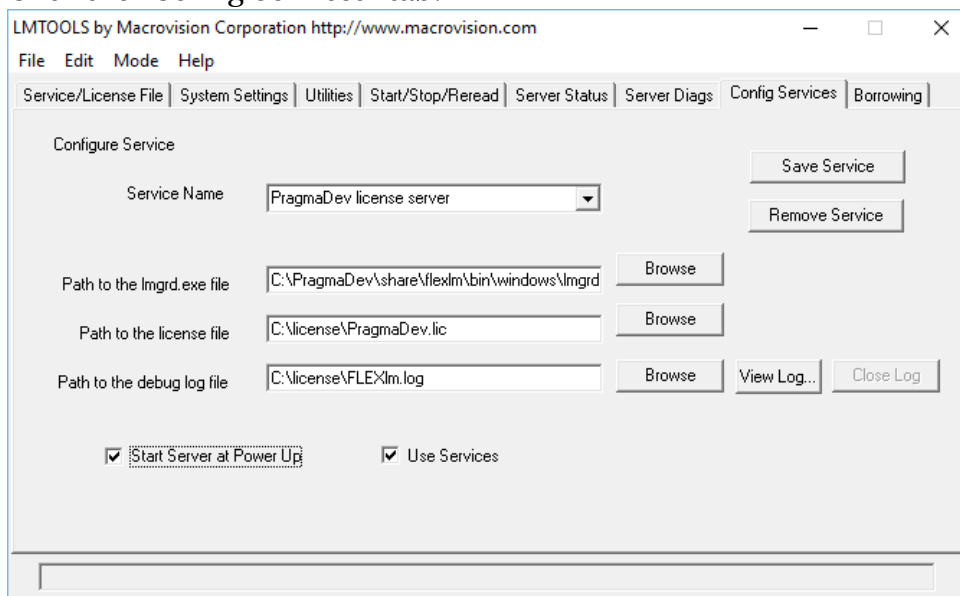 LMTOOLS by Macrovision Corporation http://www.macrovision.com
File Edit Mode Help
Service/License File System Settings Utilities Start/Stop/Reread Server Status Server Diags Config Services Borrowing
Configure Service
Save Service
Service Name PragmaDev license server
Remove Service
Path to the lmgrd.exe file C:\PragmaDev\share\flexlm\bin\windows\lmgrd Browse
Path to the license file C:\license\PragmaDev.lic Browse
Path to the debug log file C:\license\FLEXlm.log Browse View Log... Close Log
Start Server at Power Up Use Services